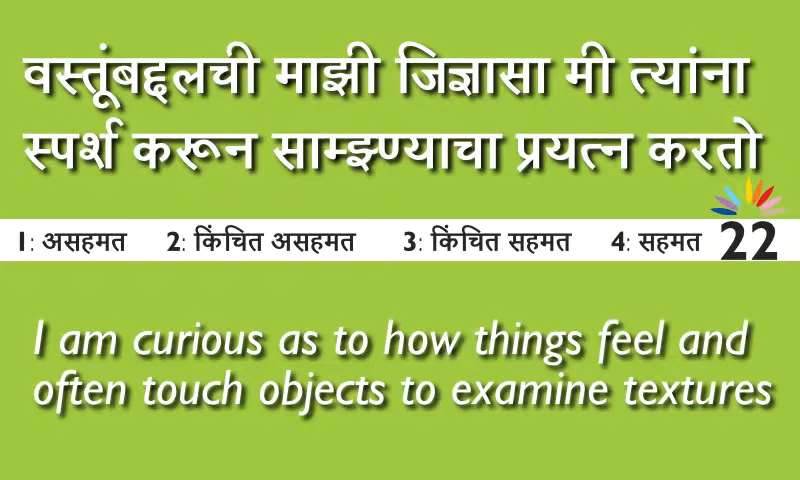 वस्तूंबद्दलची माझी जिज्ञासा मी त्यांना
स्पर्श करून साम्झ्ण्याचा प्रयत्न करतो
1: असहमत 2: किंचित असहमत 3: किंचित सहमत 4: सहमत 22
I am curious as to how things feel and
often touch objects to examine textures